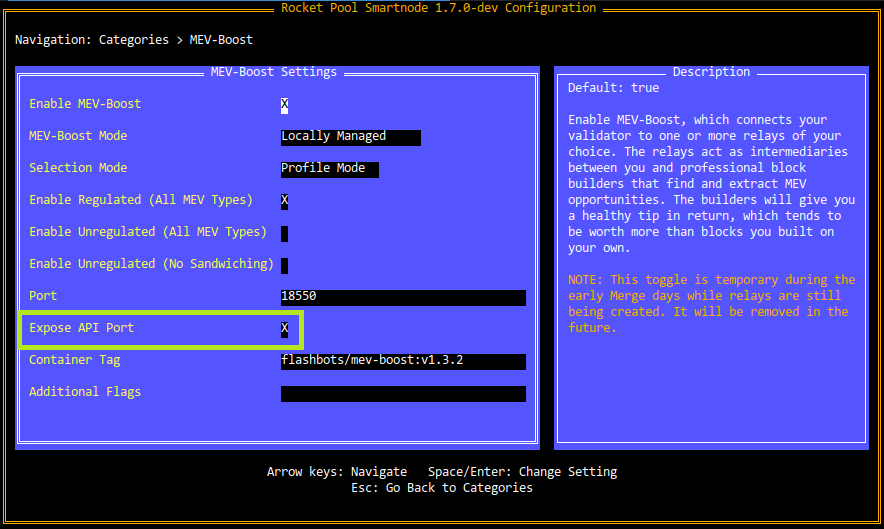 Rocket Pool Smartnode 1.7.0-dev Configuration
Navigation: Categories > MEV-Boost
MEV-Boost Settings
Enable MEV-Boost X
MEV-Boost Mode Locally Managed
Selection Mode Profile Mode
Enable Regulated (All MEV Types) X
Enable Unregulated (All MEV Types)
Enable Unregulated (No Sandwiching)
Port 18550
Expose API Port X
Container Tag flashbots/mev-boost:v1.3.2
Additional Flags
Description
Default: true
Enable MEV-Boost, which connects your
validator to one or more relays of your
choice. The relays act as intermediaries
between you and professional block
builders that find and extract MEV
opportunities. The builders will give you
a healthy tip in return, which tends to
be worth more than blocks you built on
your own.
NOTE: This toggle is temporary during the
early Merge days while relays are still
being created. It will be removed in the
future.
Arrow keys: Navigate Space/Enter: Change Setting
Esc: Go Back to Categories